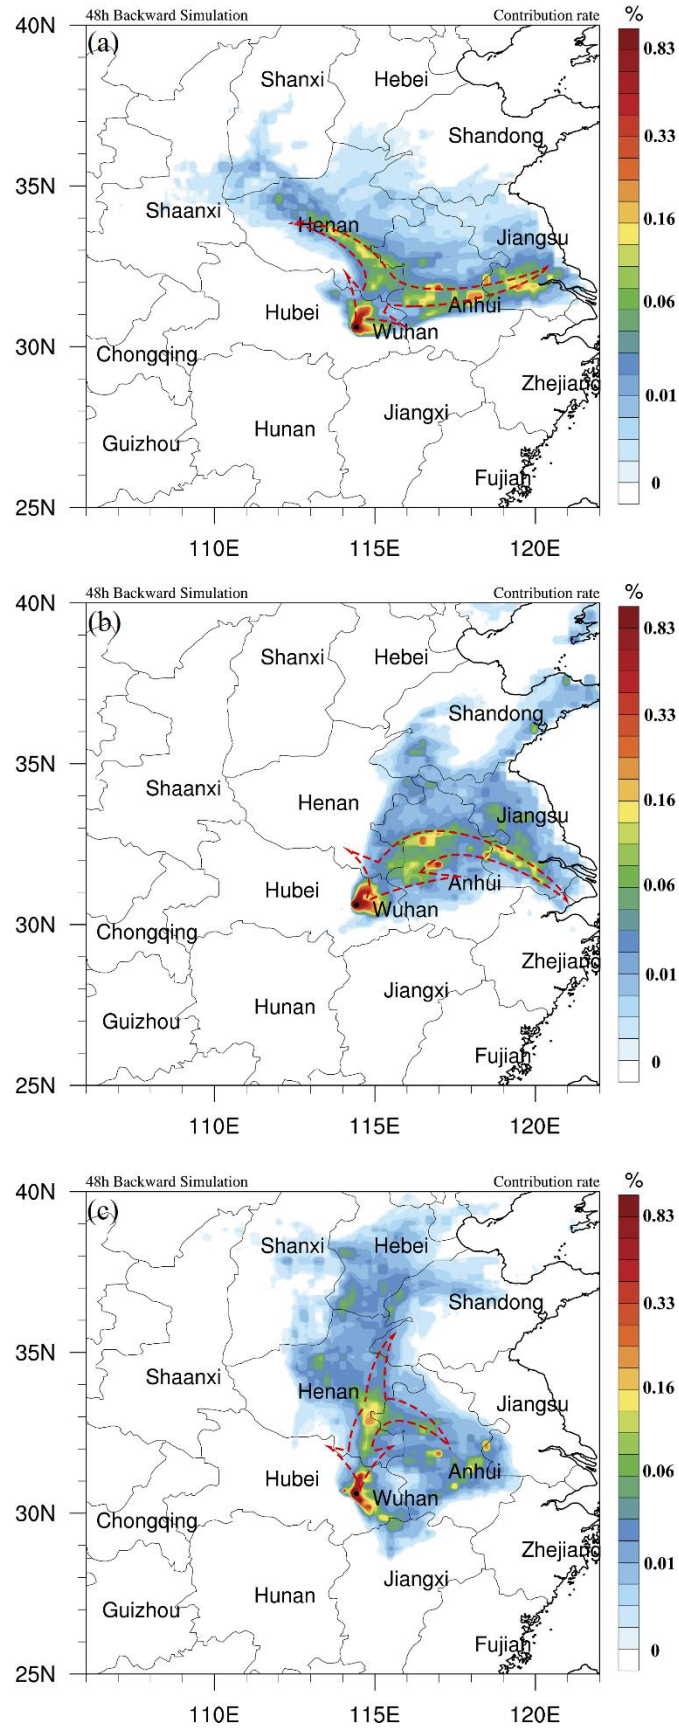 48h Backward Simulation Contribution rate %
40N (a) 0.83
Shanxi Hebei
Shandong 0.33
35N
Shaanxi 0.16
Henan Jiangsu
Hubei Anhui 0.06
30N Wuhan
Chongqing
Zhejiang 0.01
Guizhou Hunan Jiangxi
Fujian 0
25N
110E 115E 120E
48h Backward Simulation Contribution rate %
40N (b) 0.83
Shanxi Hebei
Shandong 0.33
35N
Shaanxi Henan 0.16
Jiangsu
Hubei Anhui 0.06
30N Wuhan
Chongqing
Zhejiang 0.01
Guizhou Hunan Jiangxi
Fujian 0
25N
110E 115E 120E
48h Backward Simulation Contribution rate %
40N (c) 0.83
Shanxi Hebei
Shandong 0.33
35N
Shaanxi Henan 0.16
Jiangsu
Hubei Anhui 0.06
30N Wuhan
Chongqing
Zhejiang 0.01
Guizhou Hunan Jiangxi
Fujian 0
25N
110E 115E 120E